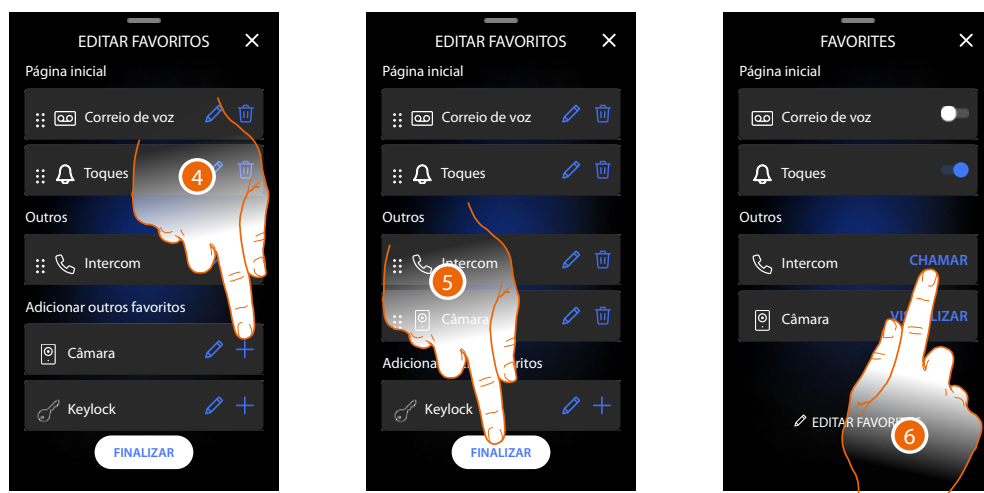 EDITAR FAVORITOS
Página inicial
Correio de voz
Toques
4
Outros
Intercom
Adicionar outros favoritos
Câmara
Keylock
FINALIZAR
EDITAR FAVORITOS
Página inicial
Correio de voz
Toques
Outros
Intercom
5
Câmara
Keylock
FINALIZAR
FAVORITES
Página inicial
Correio de voz
Toques
Outros
Intercom CHAMAR
Câmara
EDITAR
6